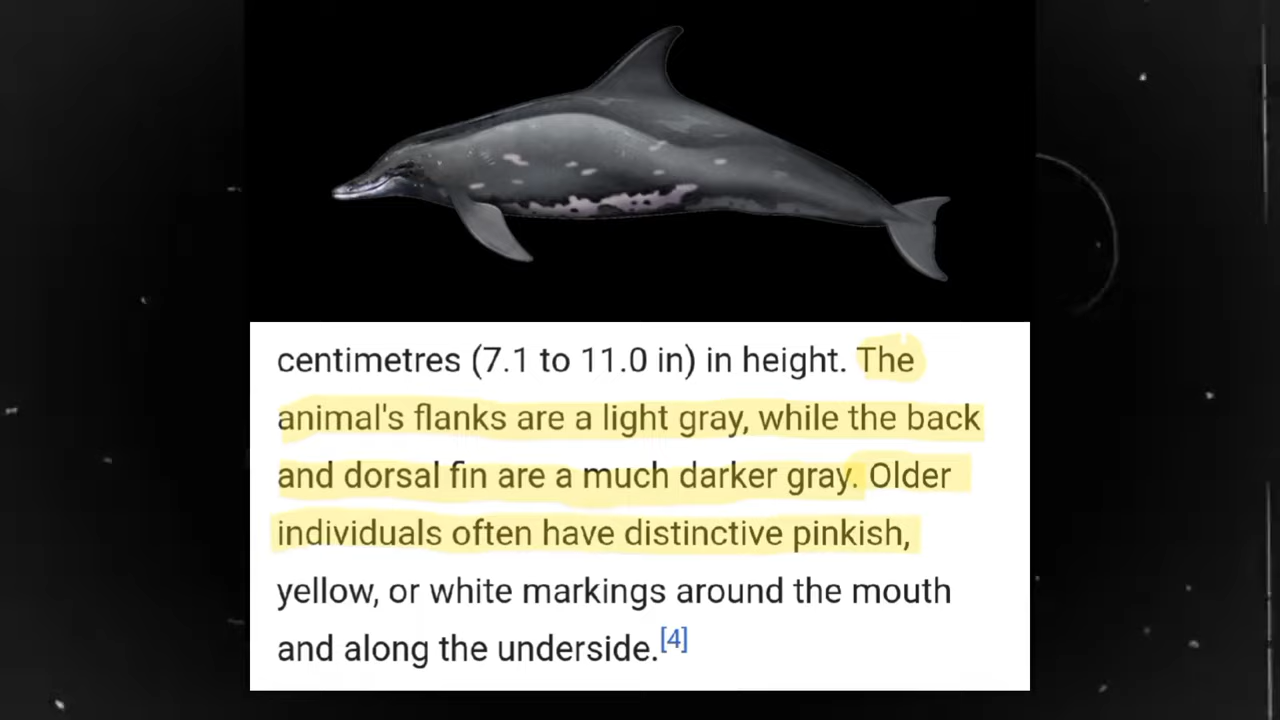 centimetres (7.1 to 11.0 in) in height. The
animal's flanks are a light gray, while the back
and dorsal fin are a much darker gray. Older
individuals often have distinctive pinkish,
yellow, or white markings around the mouth
and along the underside.[4]